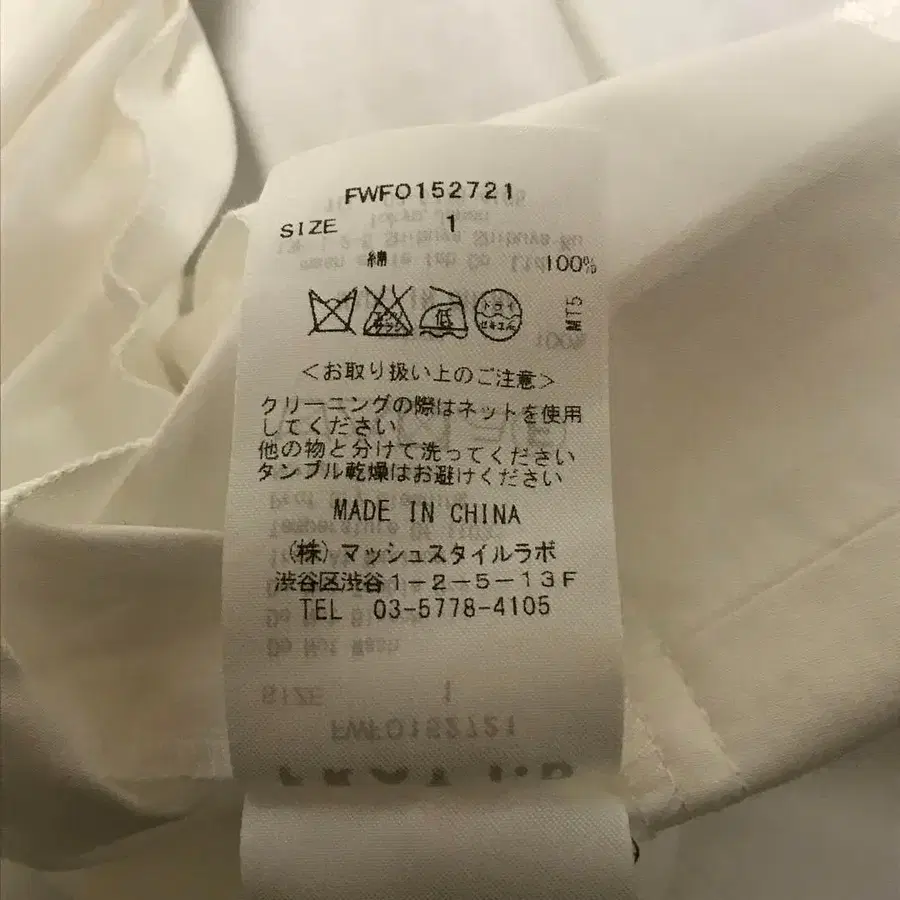 FWFO152721
SIZE 1
綿 100%
低 ドライ セキユ系
MT5
<お取り扱い上のご注意>
クリーニングの際はネットを使用
してください
他の物と分けて洗ってください
タンブル乾燥はお避けください
MADE IN CHINA
(株)マッシュスタイルラボ
渋谷区渋谷1-2-5-13F
TEL 03-5778-4105